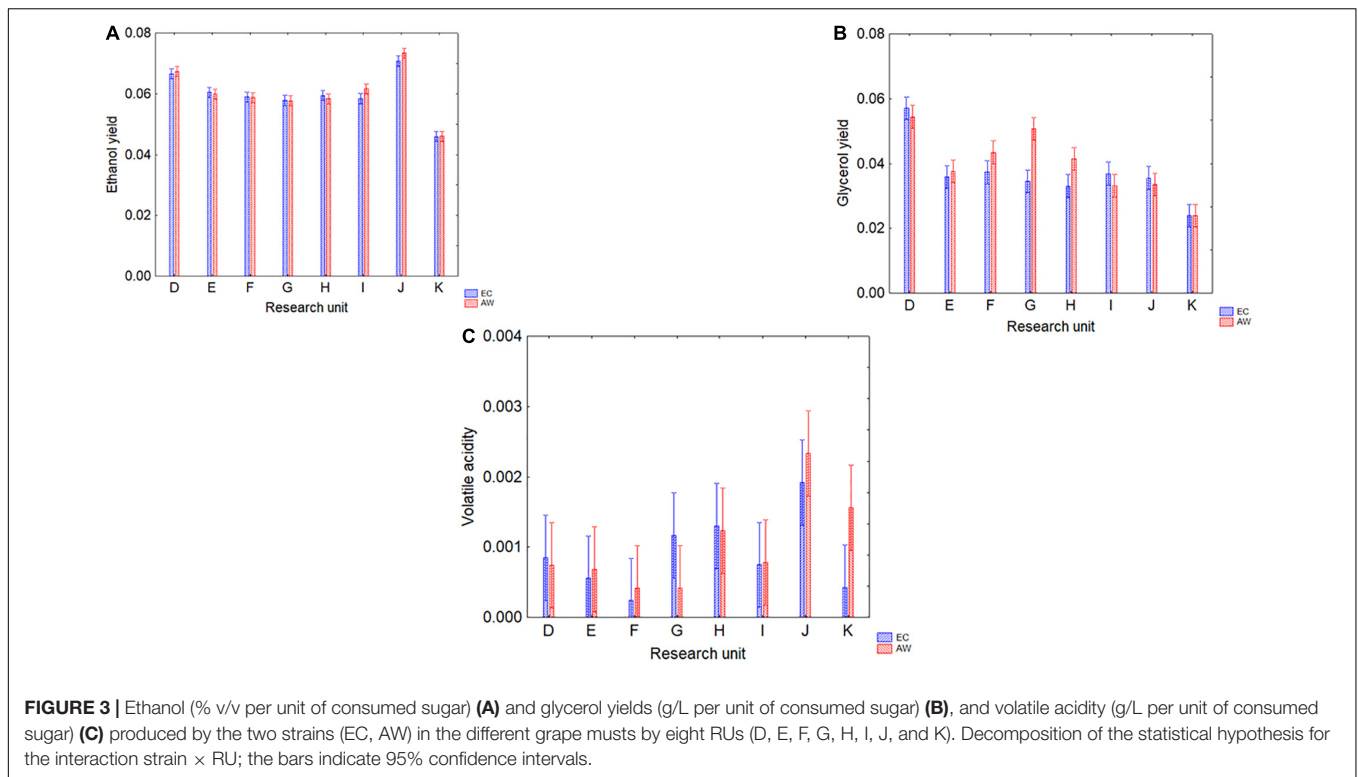 A
0.08
0.06
0.04
0.02
0.00
Ethanol yield
D E F G H I J K
Research unit
EC
AW
B
0.08
0.06
0.04
0.02
0.00
Glycerol yield
D E F G H I J K
Research unit
EC
AW
C
0.004
0.003
0.002
0.001
0.000
Volatile acidity
D E F G H I J K
Research unit
EC
AW
FIGURE 3 | Ethanol (% v/v per unit of consumed sugar) (A) and glycerol yields (g/L per unit of consumed sugar) (B), and volatile acidity (g/L per unit of consumed
sugar) (C) produced by the two strains (EC, AW) in the different grape musts by eight RUs (D, E, F, G, H, I, J, and K). Decomposition of the statistical hypothesis for
the interaction strain × RU; the bars indicate 95% confidence intervals.